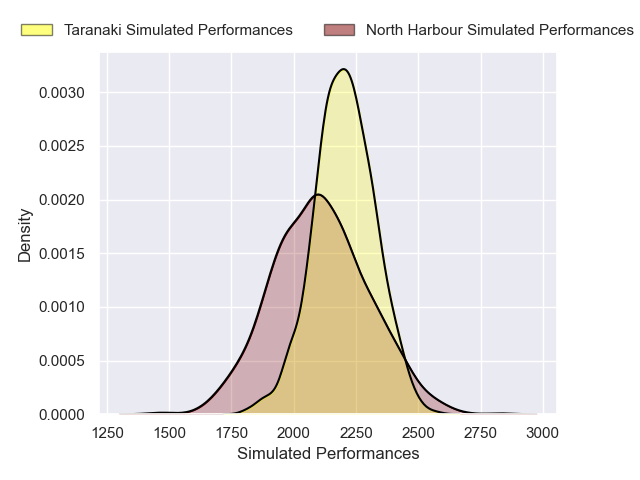 Taranaki Simulated Performances North Harbour Simulated Performances
0.0030
0.0025
0.0020
0.0015
0.0010
0.0005
0.0000
Density
1250 1500 1750 2000 2250 2500 2750 3000
Simulated Performances